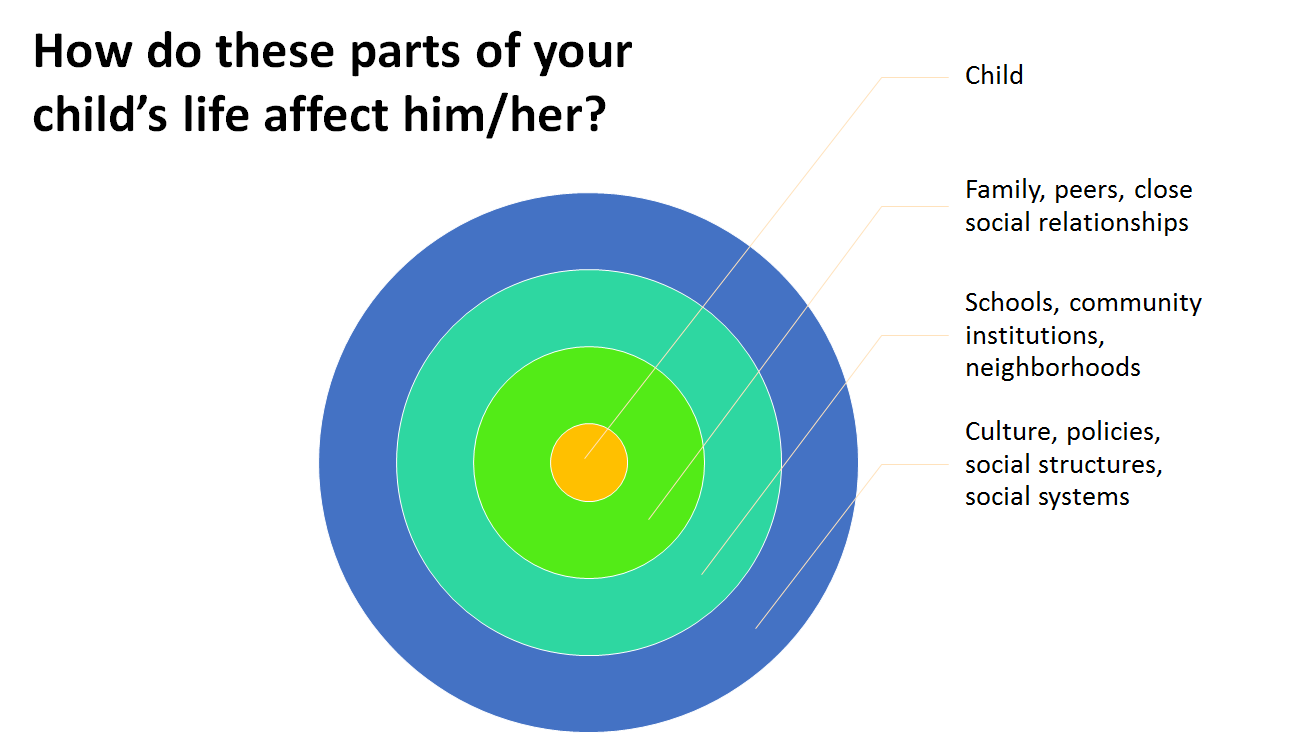 How do these parts of your
child’s life affect him/her?
Child
Family, peers, close
social relationships
Schools, community
institutions,
neighborhoods
Culture, policies,
social structures,
social systems